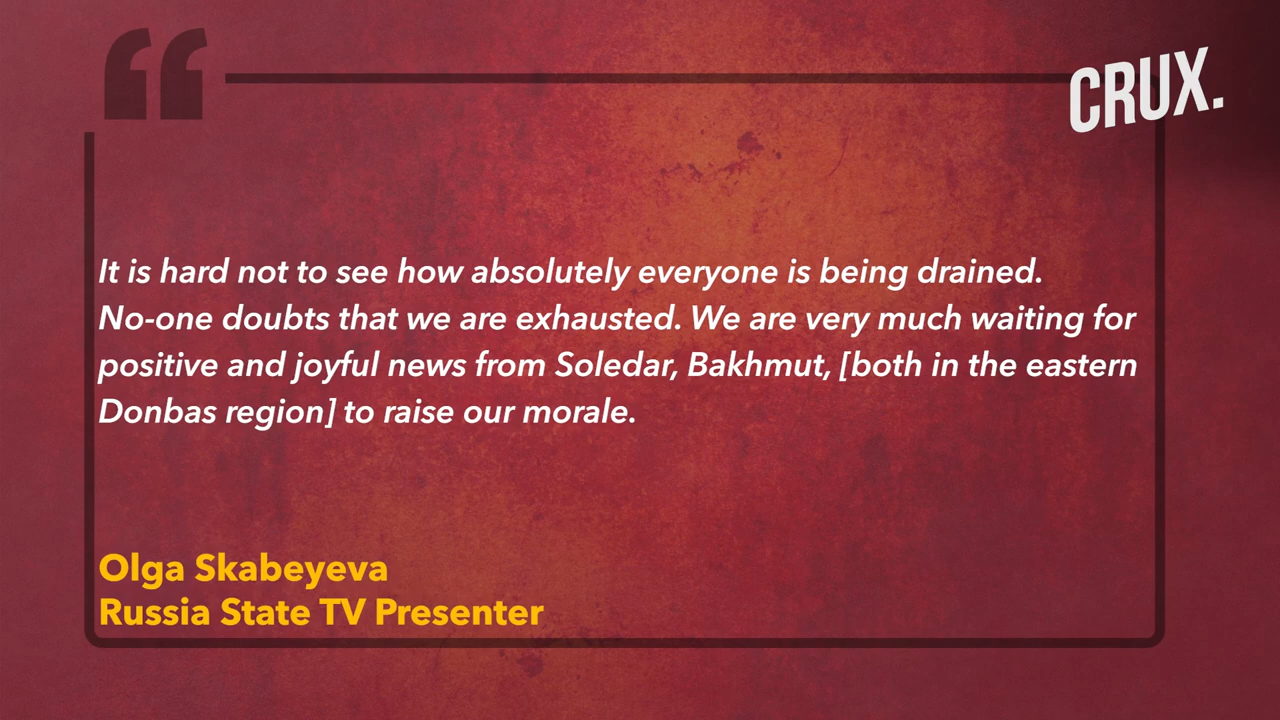 CRUX.
It is hard not to see how absolutely everyone is being drained.
No-one doubts that we are exhausted. We are very much waiting for
positive and joyful news from Soledar, Bakhmut, [both in the eastern
Donbas region] to raise our morale.
Olga Skabeyeva
Russia State TV Presenter